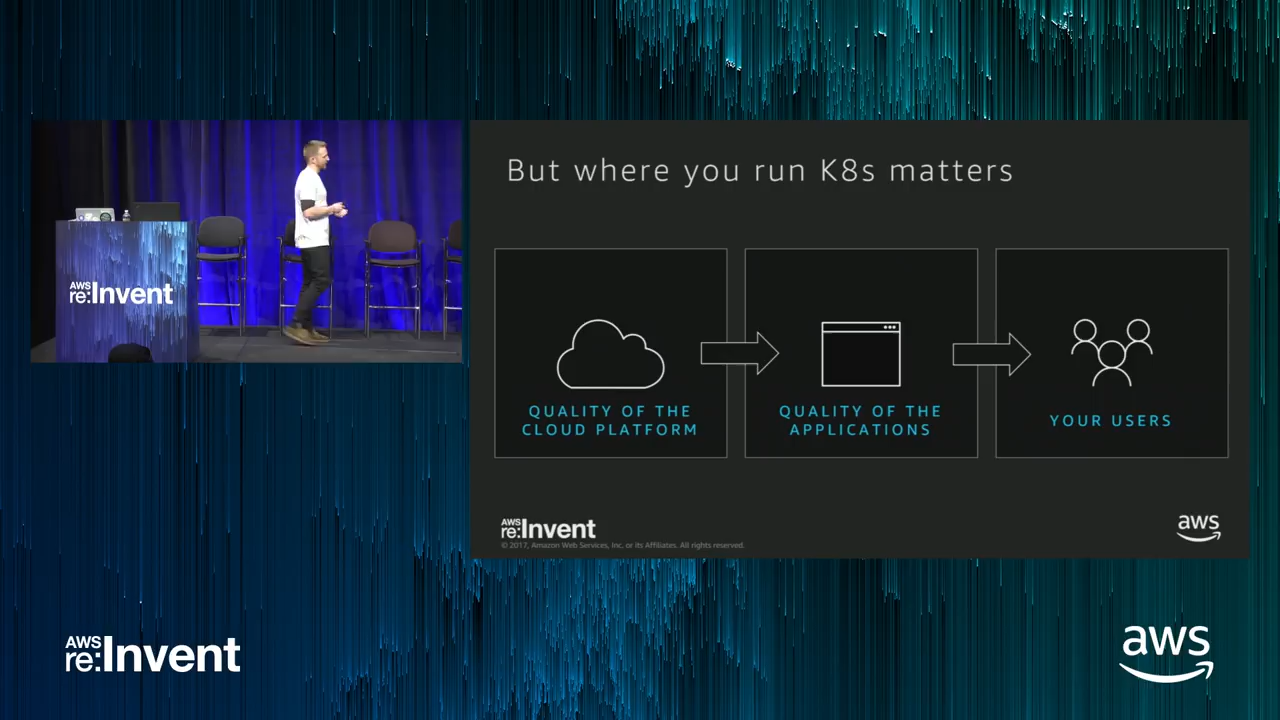 But where you run K8s matters
QUALITY OF THE
CLOUD PLATFORM
QUALITY OF THE
APPLICATIONS
YOUR USERS
AWS
re:Invent
AWS
re:Invent
© 2017, Amazon Web Services, Inc. or its Affiliates. All rights reserved.
aws
AWS
re:Invent
aws